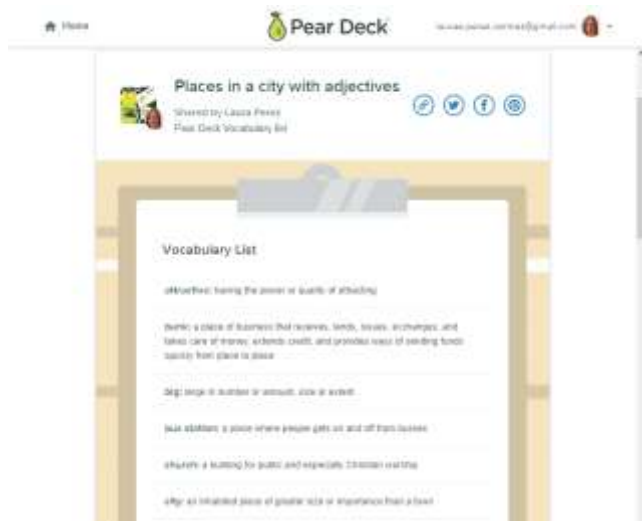 Home
Pear Deck
Places in a city with adjectives
Shared by Laura Perez
Pear Deck Vocabulary list
Vocabulary List
attractive: having the power or quality of attracting
bank: a place of business that receives, lends, issues, exchanges, and
takes care of money, extends credit, and provides ways of sending funds
quickly from place to place
big: large in number or amount, size or extent
bus station: a place where people gets on and off from busses
church: a building for public and especially Christian worship
city: an inhabited place of greater size or importance than a town